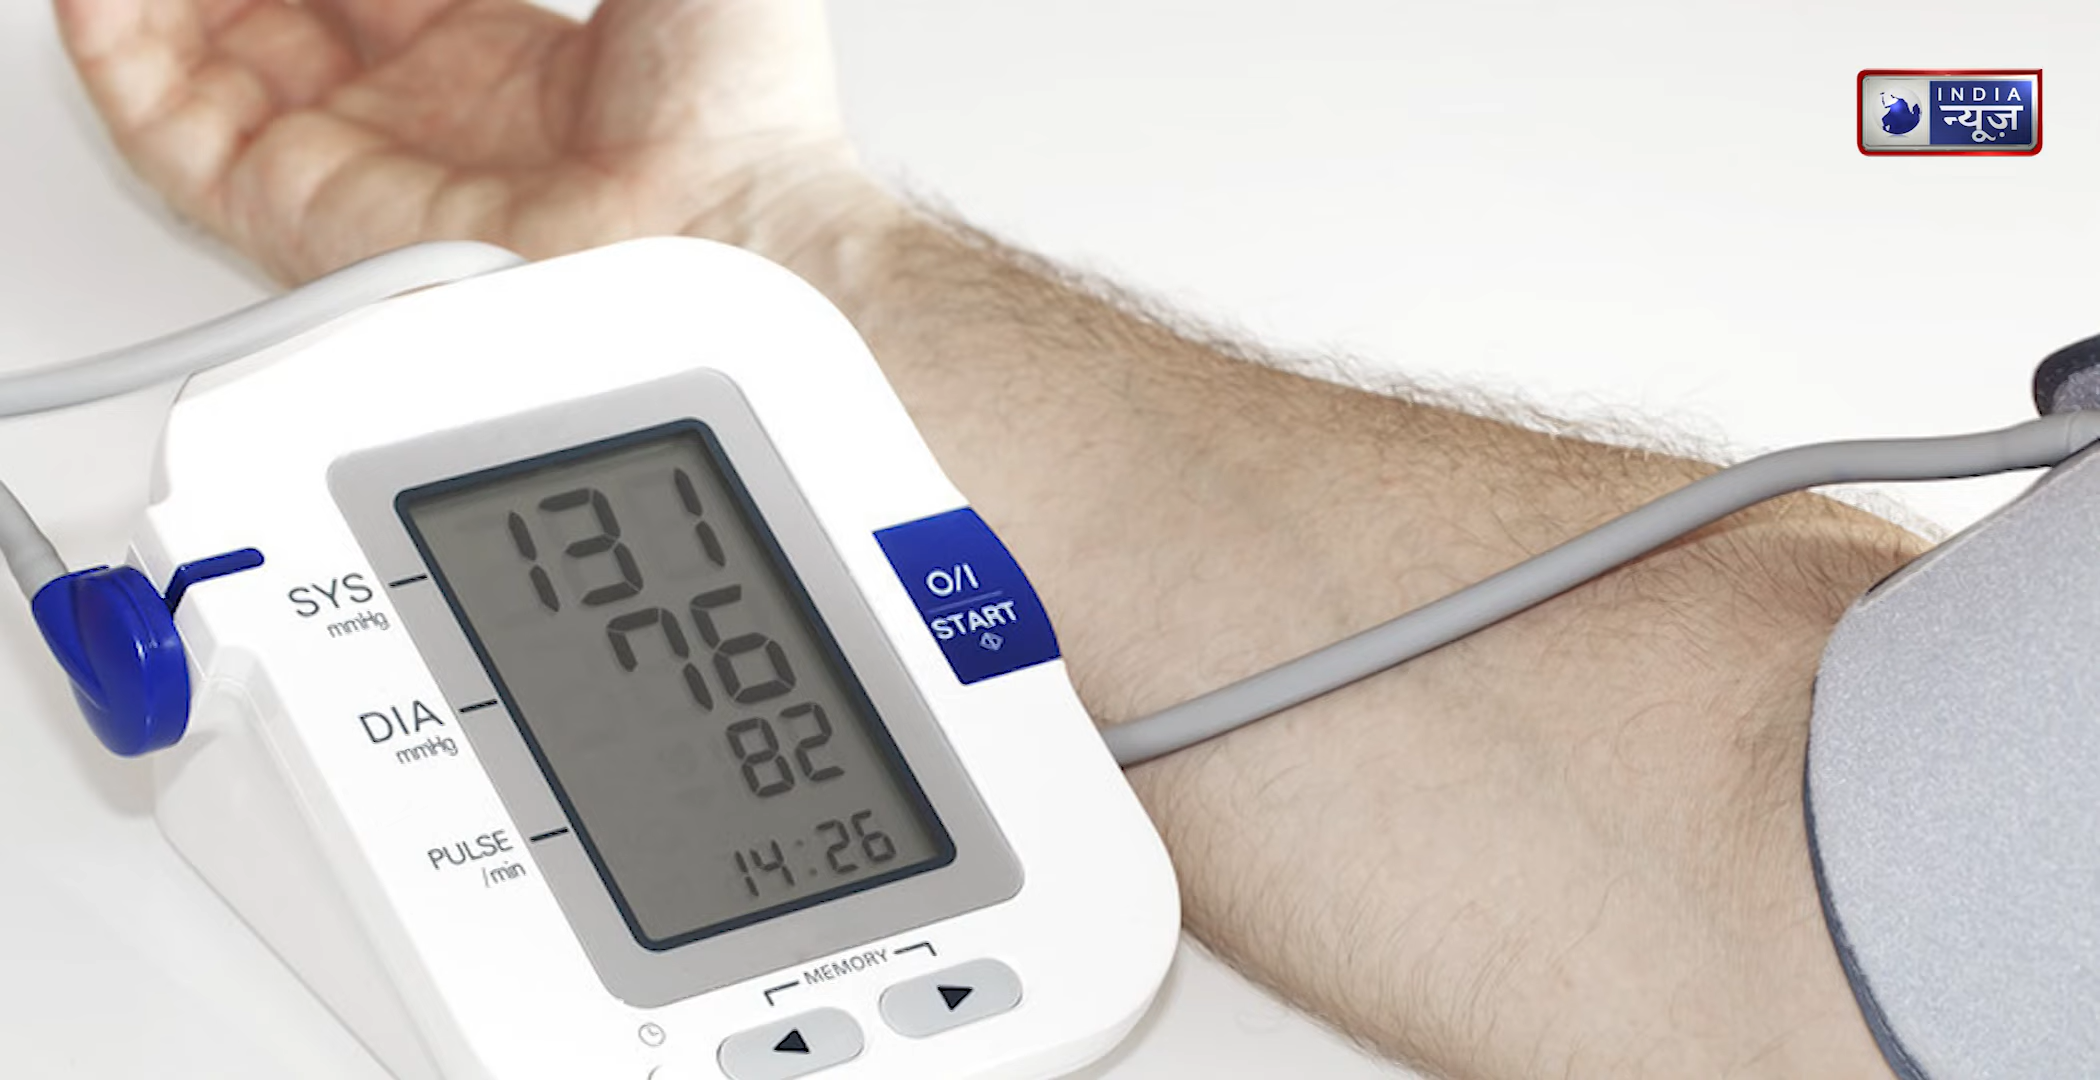 INDIA
न्यूज़
131
SYS
mmHg
76
DIA
mmHg
82
PULSE
/min
14:26
O/I
START
MEMORY